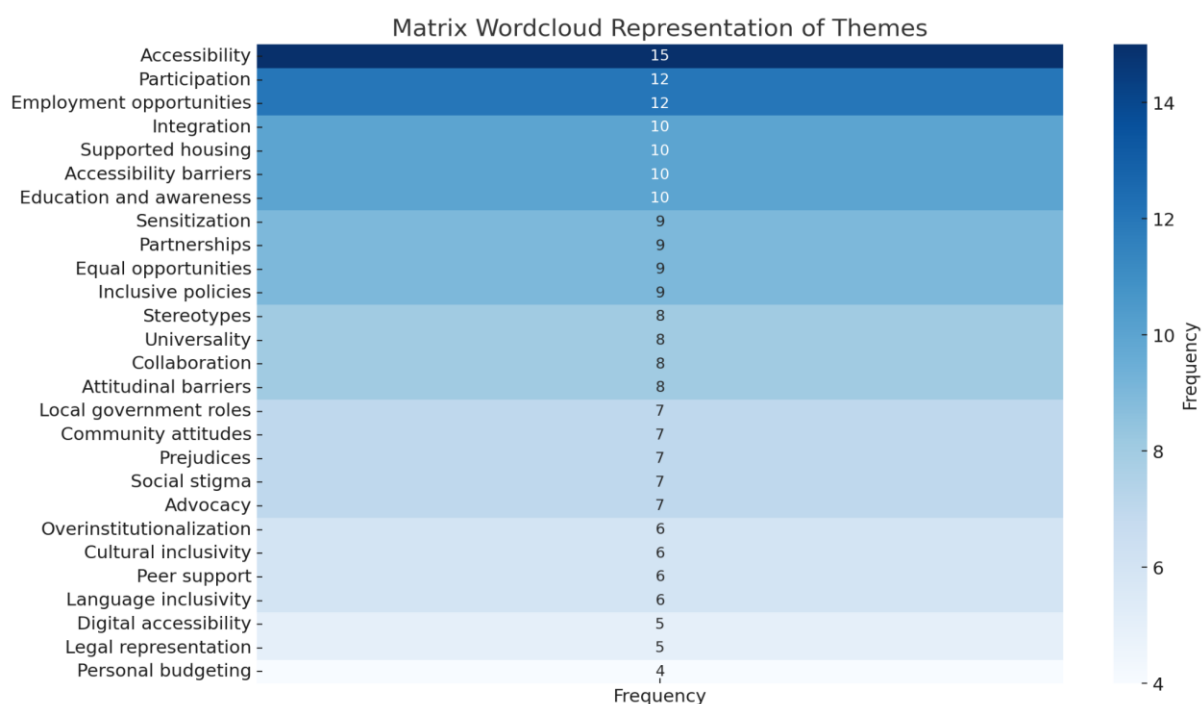 Matrix Wordcloud Representation of Themes
Accessibility 15
Participation 12
Employment opportunities 12
Integration 10
Supported housing 10
Accessibility barriers 10
Education and awareness 10
Sensitization 9
Partnerships 9
Equal opportunities 9
Inclusive policies 9
Stereotypes 8
Universality 8
Collaboration 8
Attitudinal barriers 8
Local government roles 7
Community attitudes 7
Prejudices 7
Social stigma 7
Advocacy 7
Overinstitutionalization 6
Cultural inclusivity 6
Peer support 6
Language inclusivity 6
Digital accessibility 5
Legal representation 5
Personal budgeting 4
Frequency
14
12
10
8
6
4
Frequency